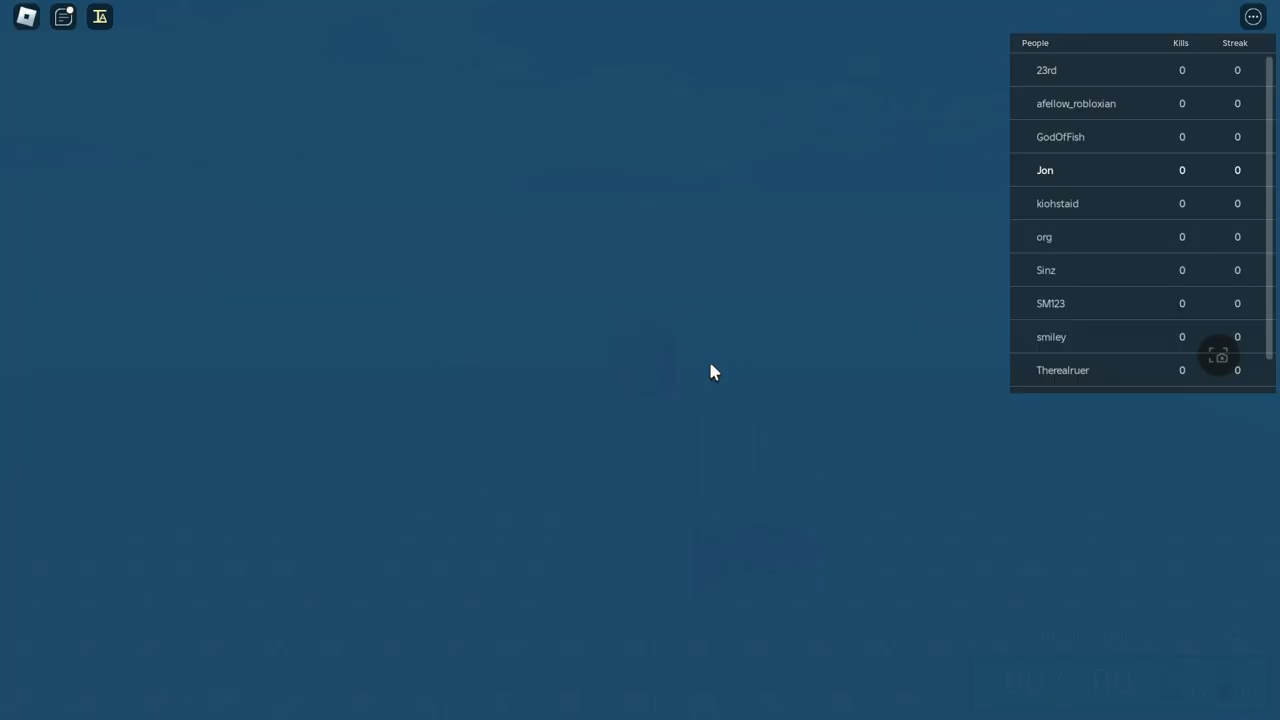 People Kills Streak
23rd 0 0
afellow_robloxian 0 0
GodOfFish 0 0
Jon 0 0
kiohstaid 0 0
org 0 0
Sinz 0 0
SM123 0 0
smiley 0 0
Therealruer 0 0